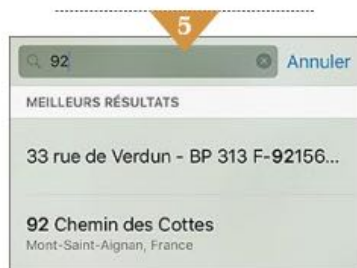 5
92 Annuler
MEILLEURS RÉSULTATS
33 rue de Verdun - BP 313 F-92156...
92 Chemin des Cottes
Mont-Saint-Aignan, France